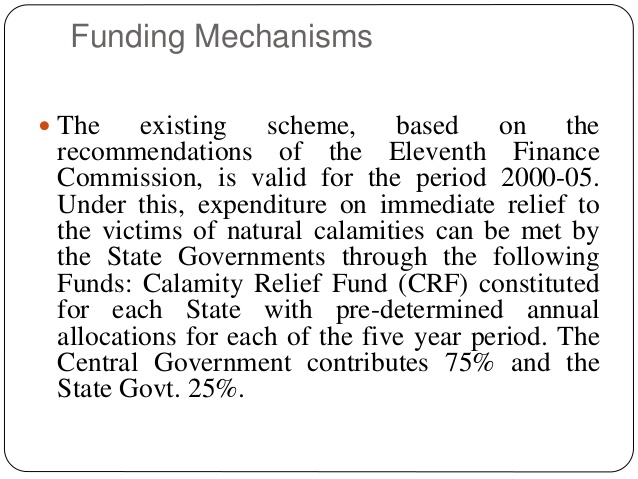 Funding Mechanisms
• The existing scheme, based on the
recommendations of the Eleventh Finance
Commission, is valid for the period 2000-05.
Under this, expenditure on immediate relief to
the victims of natural calamities can be met by
the State Governments through the following
Funds: Calamity Relief Fund (CRF) constituted
for each State with pre-determined annual
allocations for each of the five year period. The
Central Government contributes 75% and the
State Govt. 25%.